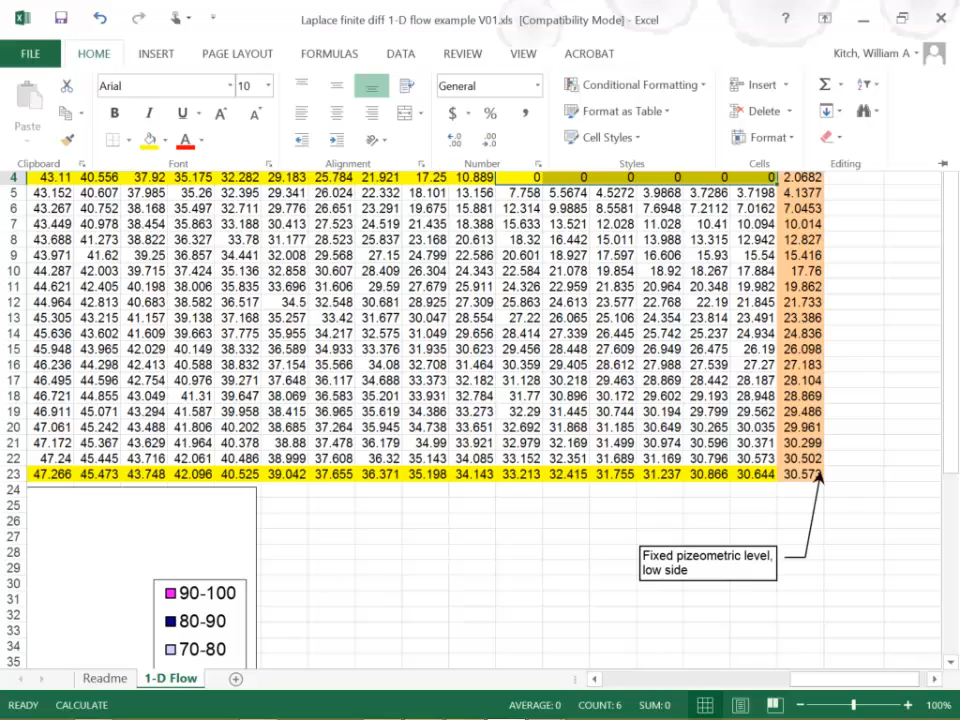 Laplace finite diff 1-D flow example V01.xls [Compatibility Mode] - Excel
FILE HOME INSERT PAGE LAYOUT FORMULAS DATA REVIEW VIEW ACROBAT Kitch, William A
Arial 10 General Conditional Formatting Insert
Paste B I U A A $ % , Format as Table Delete
A Cell Styles Format
Clipboard Font Alignment Number Styles Cells Editing
4 43.11 40.556 37.92 35.175 32.282 29.183 25.784 21.921 17.25 10.889 0 0 0 0 0 0 2.0682
5 43.152 40.607 37.985 35.26 32.395 29.341 26.024 22.332 18.101 13.156 7.758 5.5674 4.5272 3.9868 3.7286 3.7198 4.1377
6 43.267 40.752 38.168 35.497 32.711 29.776 26.651 23.291 19.675 15.881 12.314 9.9885 8.5581 7.6948 7.2112 7.0162 7.0453
7 43.449 40.978 38.454 35.863 33.188 30.413 27.523 24.519 21.435 18.388 15.633 13.521 12.028 11.028 10.41 10.094 10.014
8 43.688 41.273 38.822 36.327 33.78 31.177 28.523 25.837 23.168 20.613 18.32 16.442 15.011 13.988 13.315 12.942 12.827
9 43.971 41.62 39.25 36.857 34.441 32.008 29.568 27.15 24.799 22.586 20.601 18.927 17.597 16.606 15.93 15.54 15.416
10 44.287 42.003 39.715 37.424 35.136 32.858 30.607 28.409 26.304 24.343 22.584 21.078 19.854 18.92 18.267 17.884 17.76
11 44.621 42.405 40.198 38.006 35.835 33.696 31.606 29.59 27.679 25.911 24.326 22.959 21.835 20.964 20.348 19.982 19.862
12 44.964 42.813 40.683 38.582 36.517 34.5 32.548 30.681 28.925 27.309 25.863 24.613 23.577 22.768 22.19 21.845 21.733
13 45.305 43.215 41.157 39.138 37.168 35.257 33.42 31.677 30.047 28.554 27.22 26.065 25.106 24.354 23.814 23.491 23.386
14 45.636 43.602 41.609 39.663 37.775 35.955 34.217 32.575 31.049 29.656 28.414 27.339 26.445 25.742 25.237 24.934 24.836
15 45.948 43.965 42.029 40.149 38.332 36.589 34.933 33.376 31.935 30.623 29.456 28.448 27.609 26.949 26.475 26.19 26.098
16 46.236 44.298 42.413 40.588 38.832 37.154 35.566 34.08 32.708 31.464 30.359 29.405 28.612 27.988 27.539 27.27 27.183
17 46.495 44.596 42.754 40.976 39.271 37.648 36.117 34.688 33.373 32.182 31.128 30.218 29.463 28.869 28.442 28.187 28.104
18 46.721 44.855 43.049 41.31 39.647 38.069 36.583 35.201 33.931 32.784 31.77 30.896 30.172 29.602 29.193 28.948 28.869
19 46.911 45.071 43.294 41.587 39.958 38.415 36.965 35.619 34.386 33.273 32.29 31.445 30.744 30.194 29.799 29.562 29.486
20 47.061 45.242 43.488 41.806 40.202 38.685 37.264 35.945 34.738 33.651 32.692 31.868 31.185 30.649 30.265 30.035 29.961
21 47.172 45.367 43.629 41.964 40.378 38.88 37.478 36.179 34.99 33.921 32.979 32.169 31.499 30.974 30.596 30.371 30.299
22 47.24 45.445 43.716 42.061 40.486 38.999 37.608 36.32 35.143 34.085 33.152 32.351 31.689 31.169 30.796 30.573 30.502
23 47.266 45.473 43.748 42.096 40.525 39.042 37.655 36.371 35.198 34.143 33.213 32.415 31.755 31.237 30.866 30.644 30.573
24
25
26
27
28
29
30
31
32
33
34
35
Fixed pizeometric level,
low side
90-100
80-90
70-80
Readme 1-D Flow
READY CALCULATE AVERAGE: 0 COUNT: 6 SUM: 0 100%